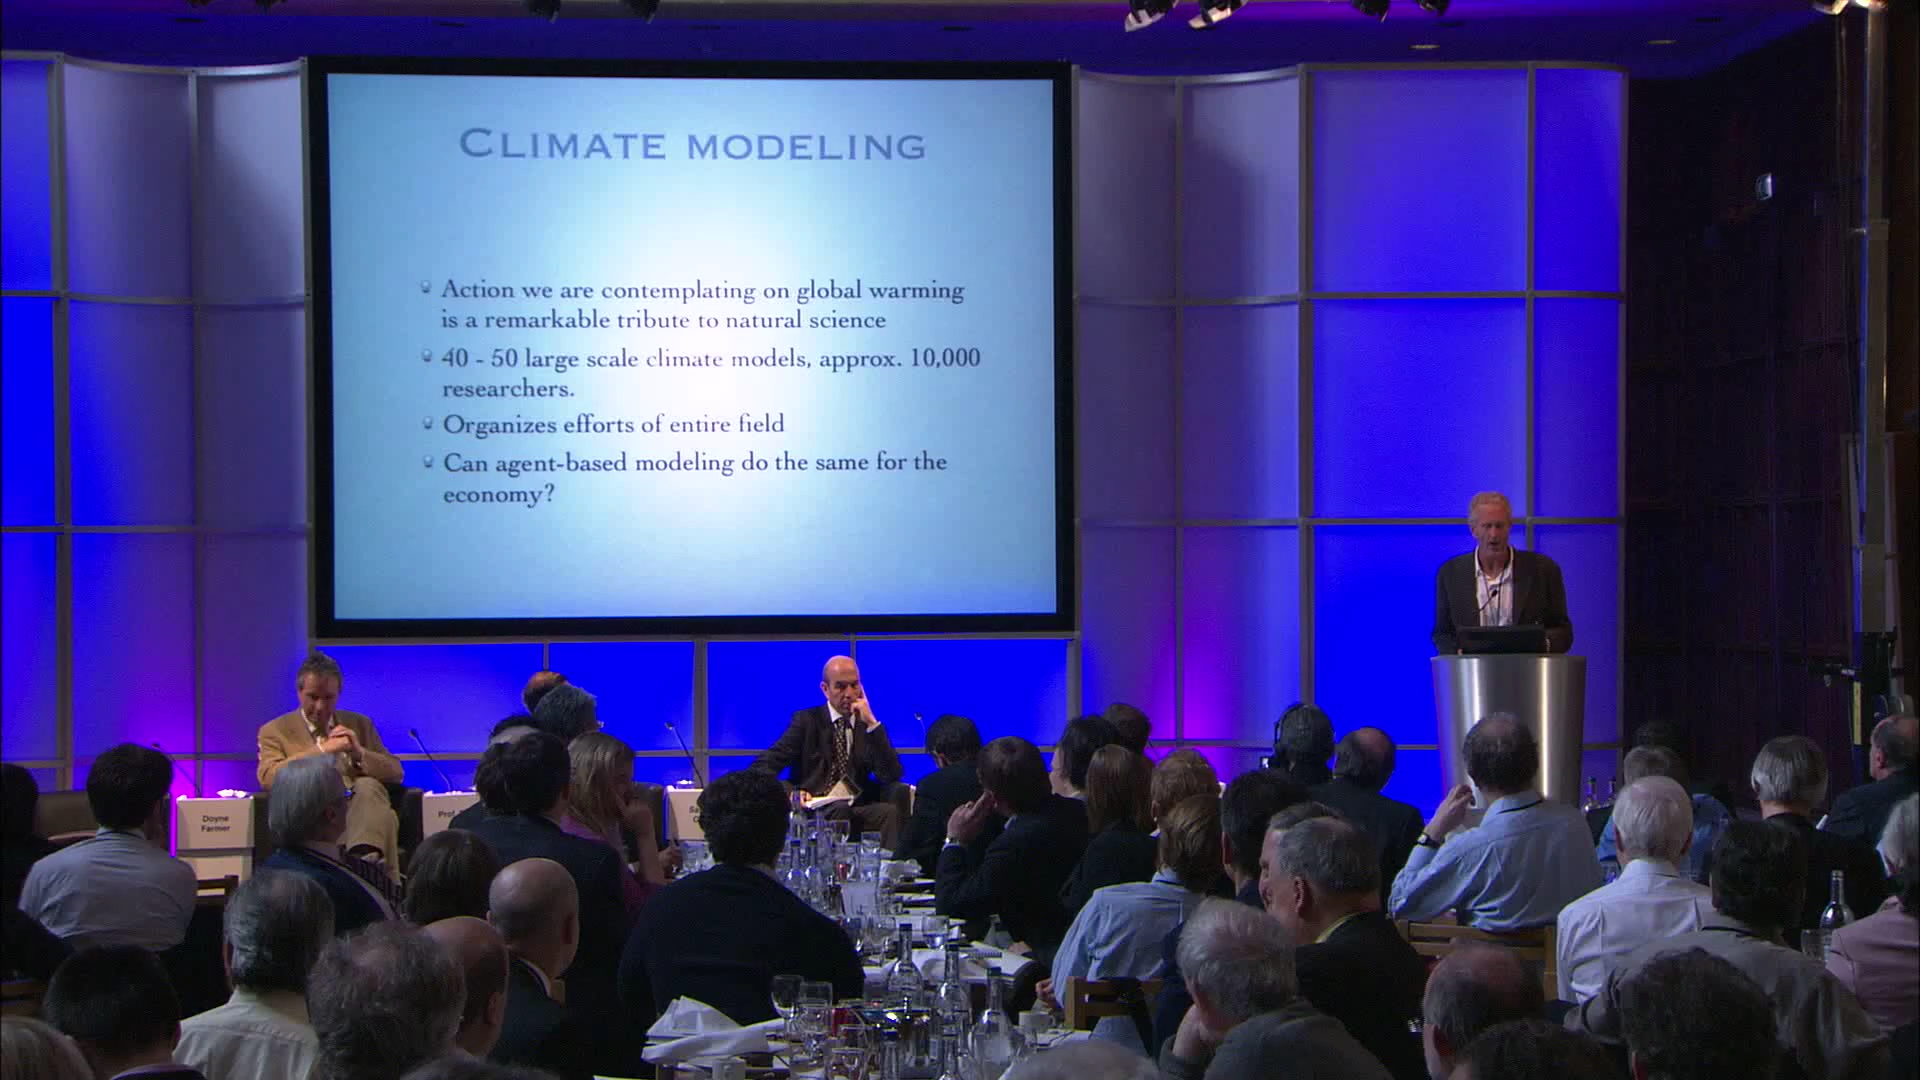 CLIMATE MODELING
Action we are contemplating on global warming
is a remarkable tribute to natural science
40 - 50 large scale climate models, approx. 10,000
researchers.
Organizes efforts of entire field
Can agent-based modeling do the same for the
economy?
Doyne
Farmer
Prof.